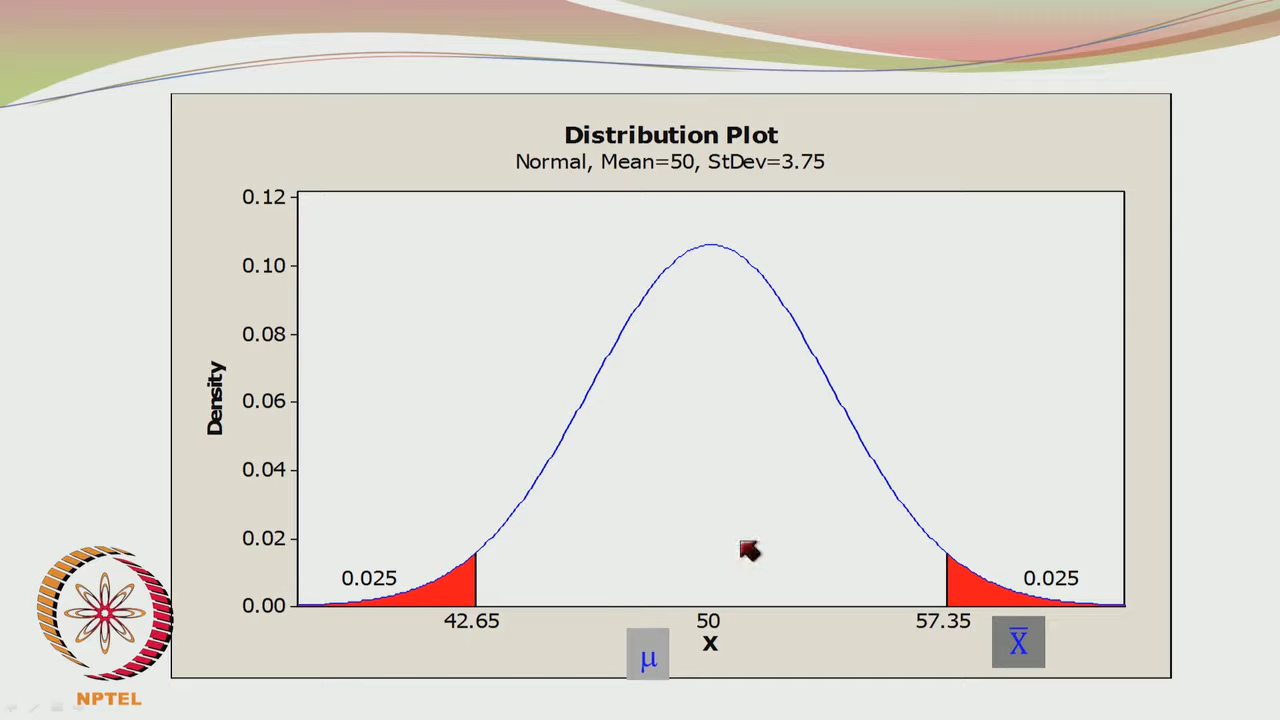 Distribution Plot
Normal, Mean=50, StDev=3.75
0.12
0.10
0.08
0.06
0.04
0.02
0.00
Density
0.025
0.025
42.65
50
57.35
X
μ
X̅
NPTEL